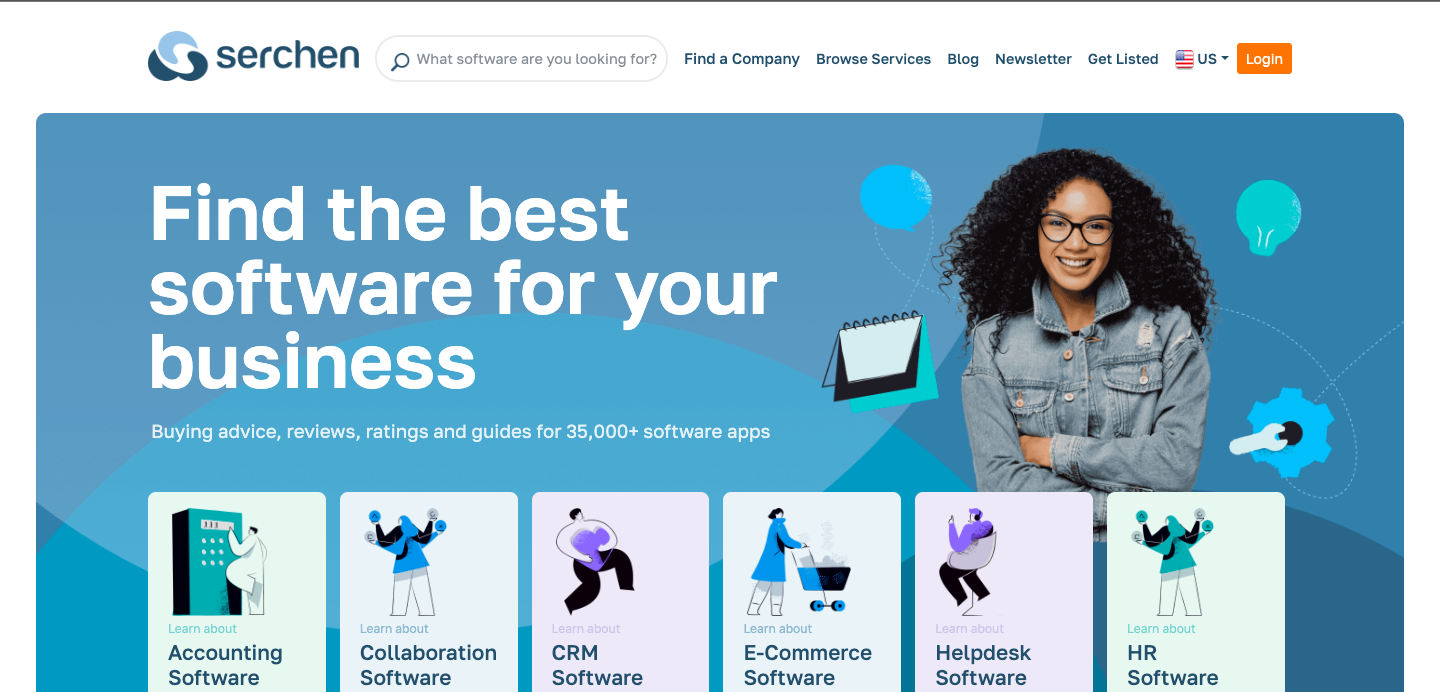 serchen
What software are you looking for?
Find a Company
Browse Services
Blog
Newsletter
Get Listed
US
LogIn
Find the best
software for your
business
Buying advice, reviews, ratings and guides for 35,000+ software apps
Learn about
Accounting
Software
Learn about
Collaboration
Software
Learn about
CRM
Software
Learn about
E-Commerce
Software
Learn about
Helpdesk
Software
Learn about
HR
Software